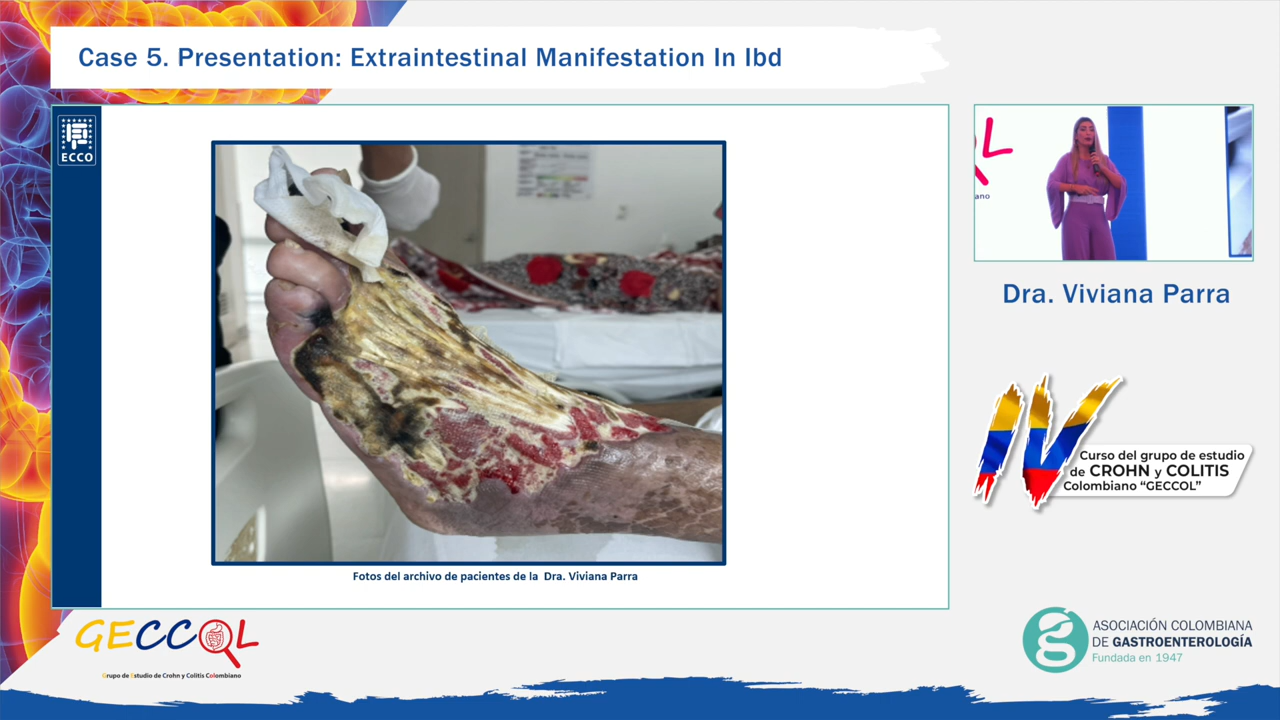 Case 5. Presentation: Extraintestinal Manifestation In Ibd
ECCO
Fotos del archivo de pacientes de la Dra. Viviana Parra
L
ano
Dra. Viviana Parra
IV
Curso del grupo de estudio
de CROHN y COLITIS
Colombiano “GECCOL”
GECCOL
Grupo de Estudio de Crohn y Colitis Colombiano
ASOCIACIÓN COLOMBIANA
DE GASTROENTEROLOGÍA
Fundada en 1947